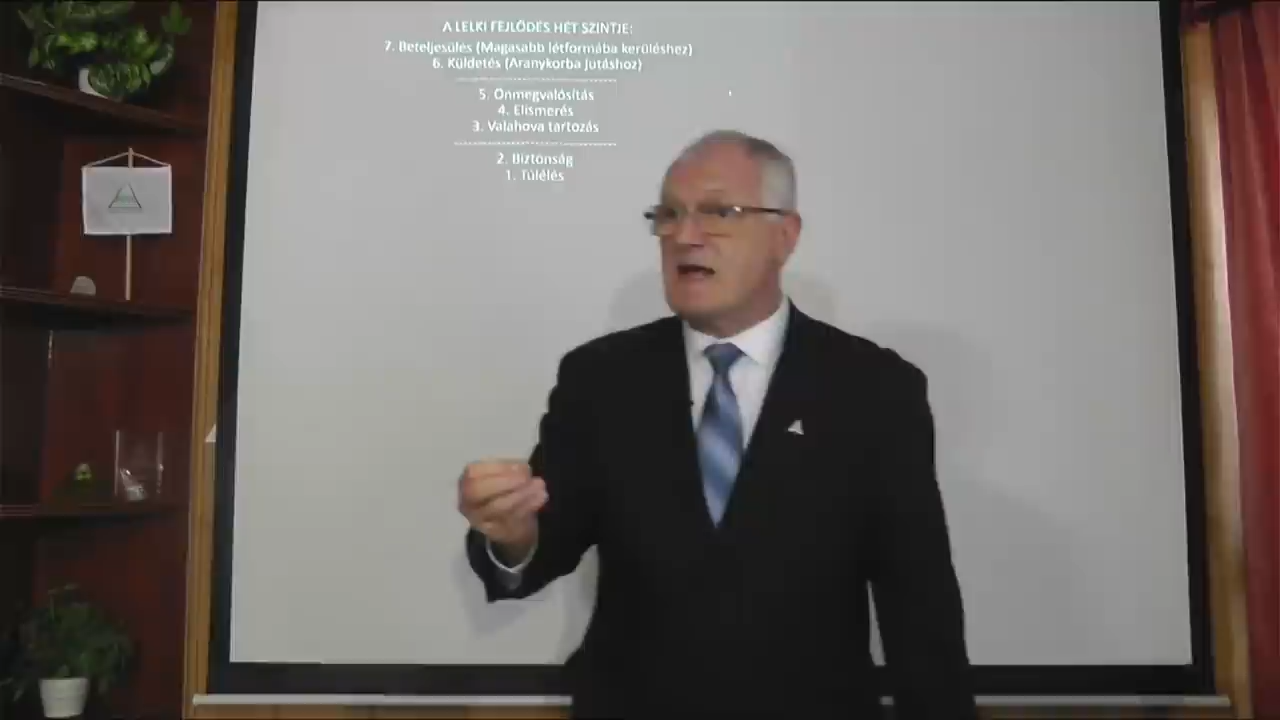 A LELKI FEJLŐDÉS HÉT SZINTJE:
7. Beteljesülés (Magasabb létformába kerüléshez)
6. Küldetés (Aranykorba jutáshoz)
5. Önmegvalósítás
4. Elismerés
3. Valahova tartozás
2. Biztonság
1. Túlélés